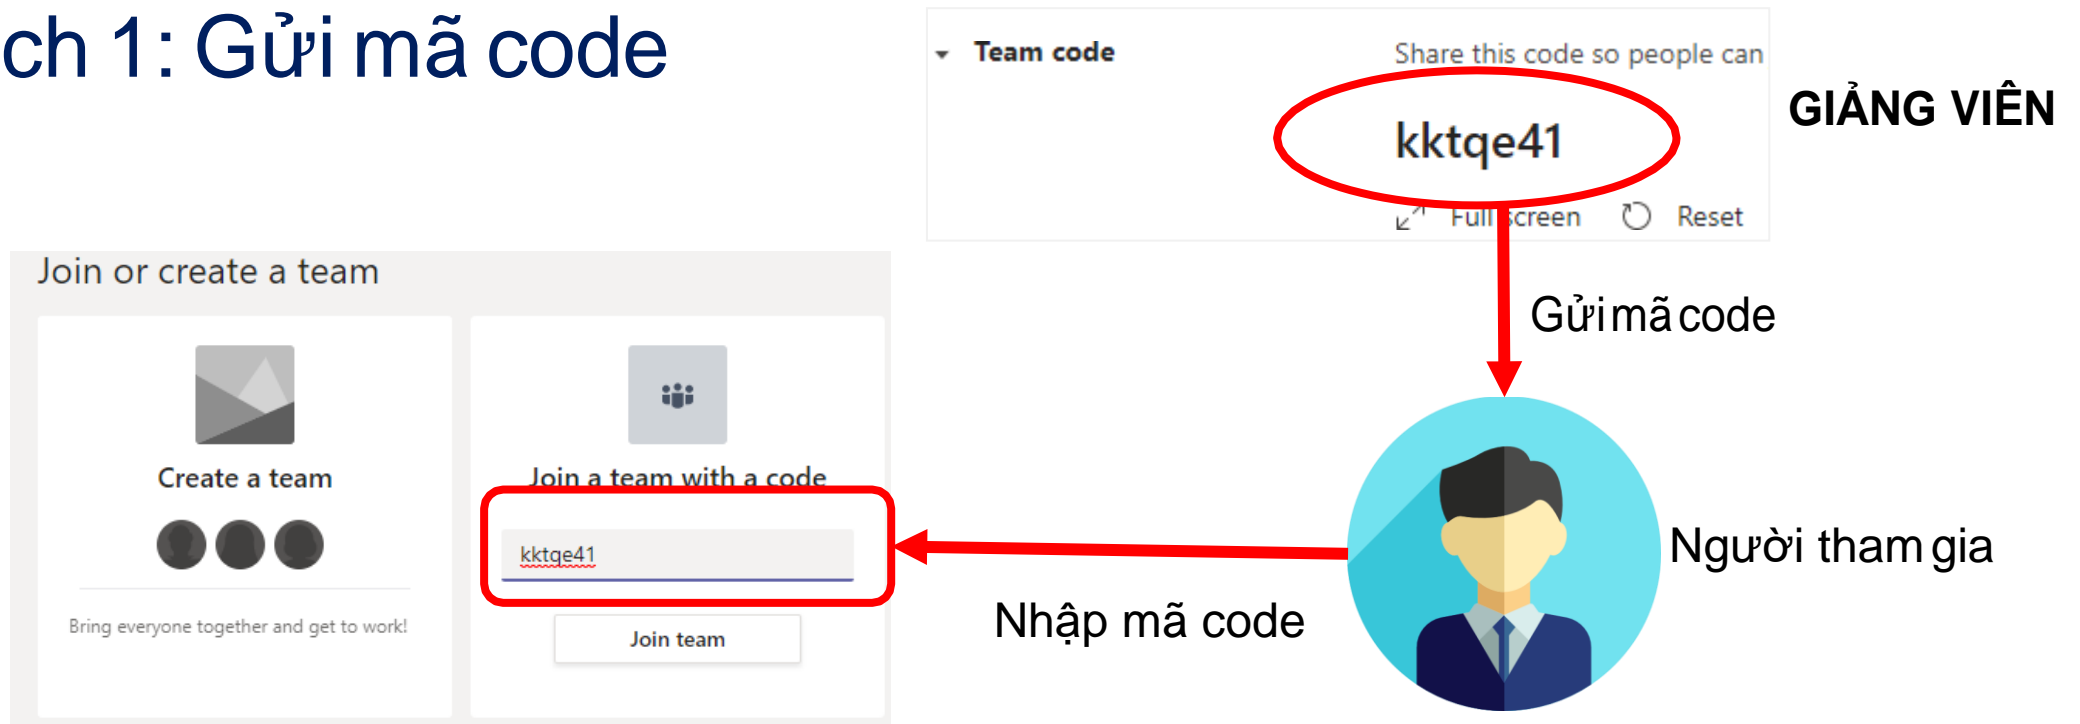 ch 1: Gửi mã code
Team code
Share this code so people can
kktqe41
Full screen
Reset
GIẢNG VIÊN
Gửi mã code
Join or create a team
Create a team
Bring everyone together and get to work!
Join a team with a code
kktqe41
Join team
Nhập mã code
Người tham gia